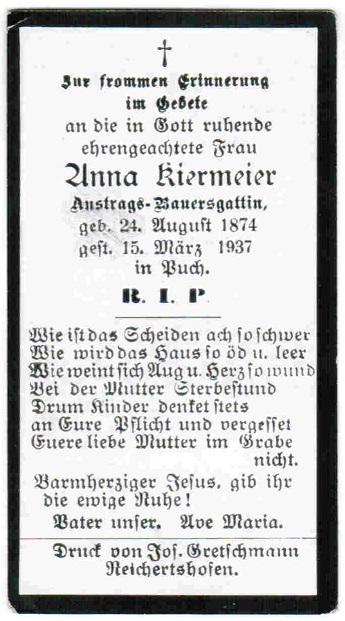 Zur frommen Erinnerung
im Gebete
an die in Gott ruhende
ehrengeachtete Frau
Anna Kiermeier
Austrags-Bauersgattin,
geb. 24. August 1874
gest. 15. März 1937
in Puch.
R. I. P.
Wie ist das Scheiden ach so schwer
Wie wird das Haus so öd u. leer
Wie weint sich Aug u. Herz so wund
Bei der Mutter Sterbestund
Drum Kinder denket stets
an Eure Pflicht und vergesset
Euere liebe Mutter im Grabe
nicht.
Barmherziger Jesus, gib ihr
die ewige Ruhe!
Vater unser. Ave Maria.
Druck von Jos. Gretschmann
Reichertshofen.